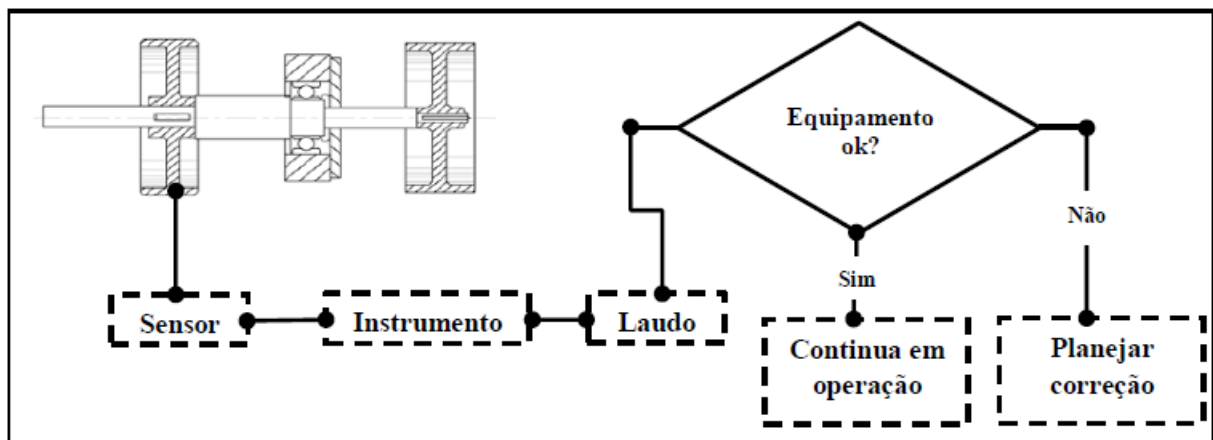 Equipamento
ok?
Não
Sim
Sensor
Instrumento
Laudo
Continua em
operação
Planejar
correção